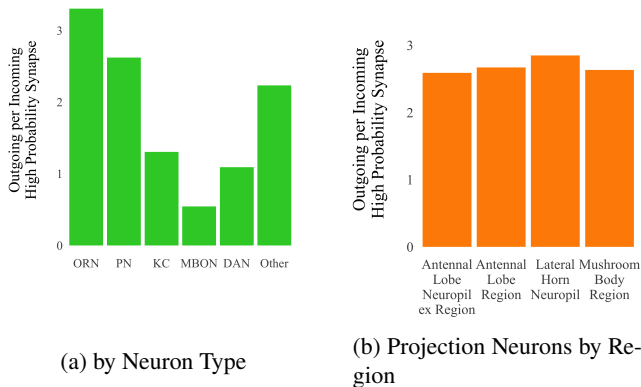 Outgoing per Incoming
High Probability Synapse
3
2
1
0
ORN PN KC MBON DAN Other
(a) by Neuron Type
Outgoing per Incoming
High Probability Synapse
3
2
1
0
Antennal Lobe Neuropil ex Region
Antennal Lobe Region
Lateral Horn Neuropil
Mushroom Body Region
(b) Projection Neurons by Re-
gion